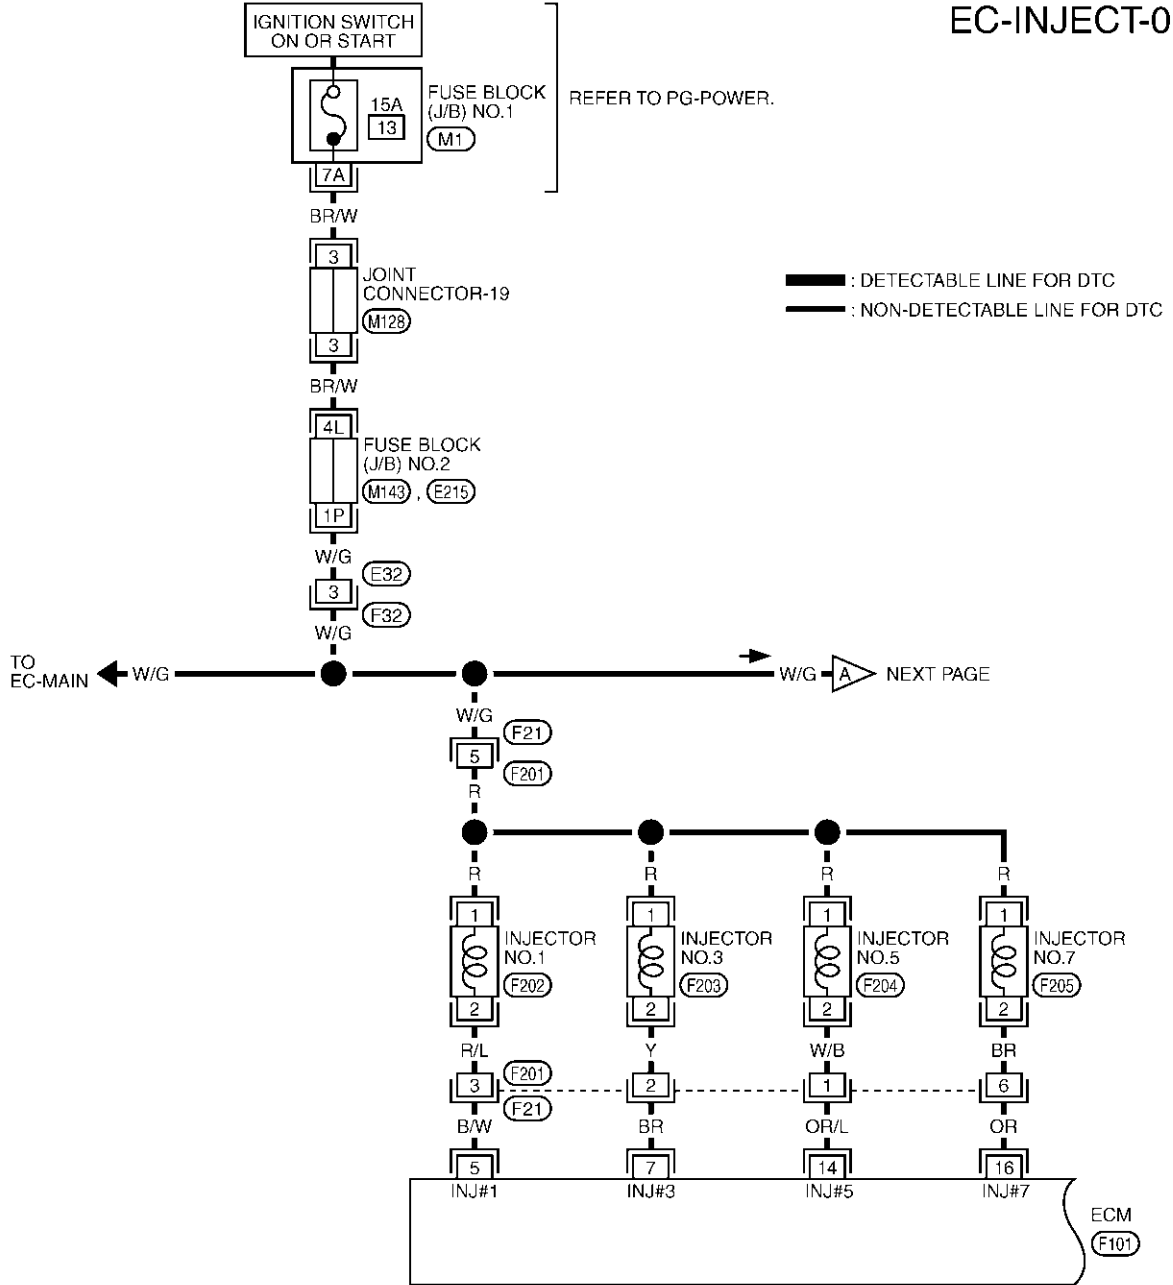 EC-INJECT-0
IGNITION SWITCH
ON OR START
15A
13
FUSE BLOCK
(J/B) NO.1
M1
REFER TO PG-POWER.
7A
BR/W
3
JOINT
CONNECTOR-19
M128
3
: DETECTABLE LINE FOR DTC
: NON-DETECTABLE LINE FOR DTC
BR/W
4L
FUSE BLOCK
(J/B) NO.2
M143 , E215
1P
W/G
E32
3
F32
W/G
TO
EC-MAIN
W/G
W/G
A
NEXT PAGE
W/G
F21
5
F201
R
R R R R
1 1 1 1
INJECTOR
NO.1
F202
INJECTOR
NO.3
F203
INJECTOR
NO.5
F204
INJECTOR
NO.7
F205
2 2 2 2
R/L Y W/B BR
F201
3 2 1 6
F21
B/W BR OR/L OR
5 7 14 16
INJ#1 INJ#3 INJ#5 INJ#7
ECM
F101